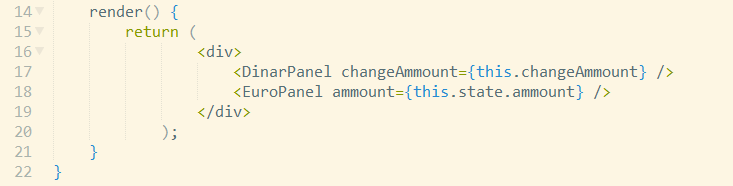 14 render() {
15 return (
16 <div>
17 <DinarPanel changeAmmount={this.changeAmmount} />
18 <EuroPanel ammount={this.state.ammount} />
19 </div>
20 );
21 }
22 }